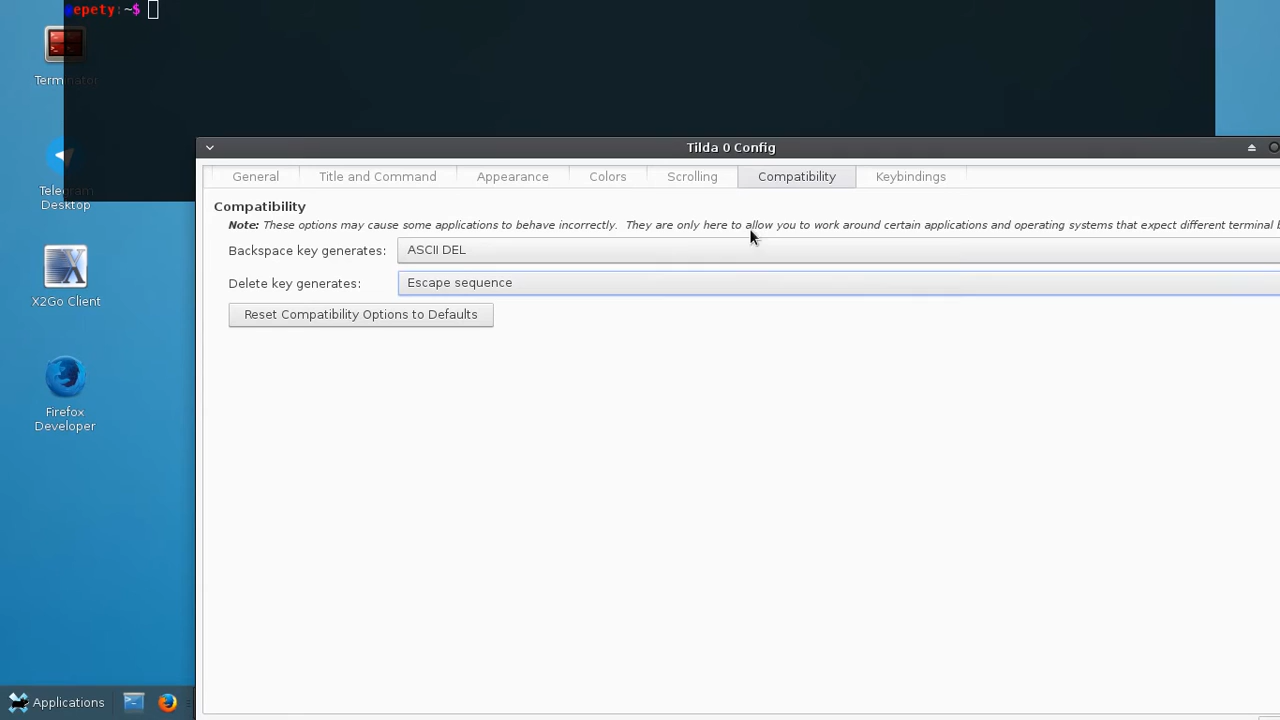 epety:~$
Terminator
Telegram
Desktop
X2Go Client
Firefox
Developer
Tilda 0 Config
General Title and Command Appearance Colors Scrolling Compatibility Keybindings
Compatibility
Note: These options may cause some applications to behave incorrectly. They are only here to allow you to work around certain applications and operating systems that expect different terminal
Backspace key generates: ASCII DEL
Delete key generates: Escape sequence
Reset Compatibility Options to Defaults
Applications